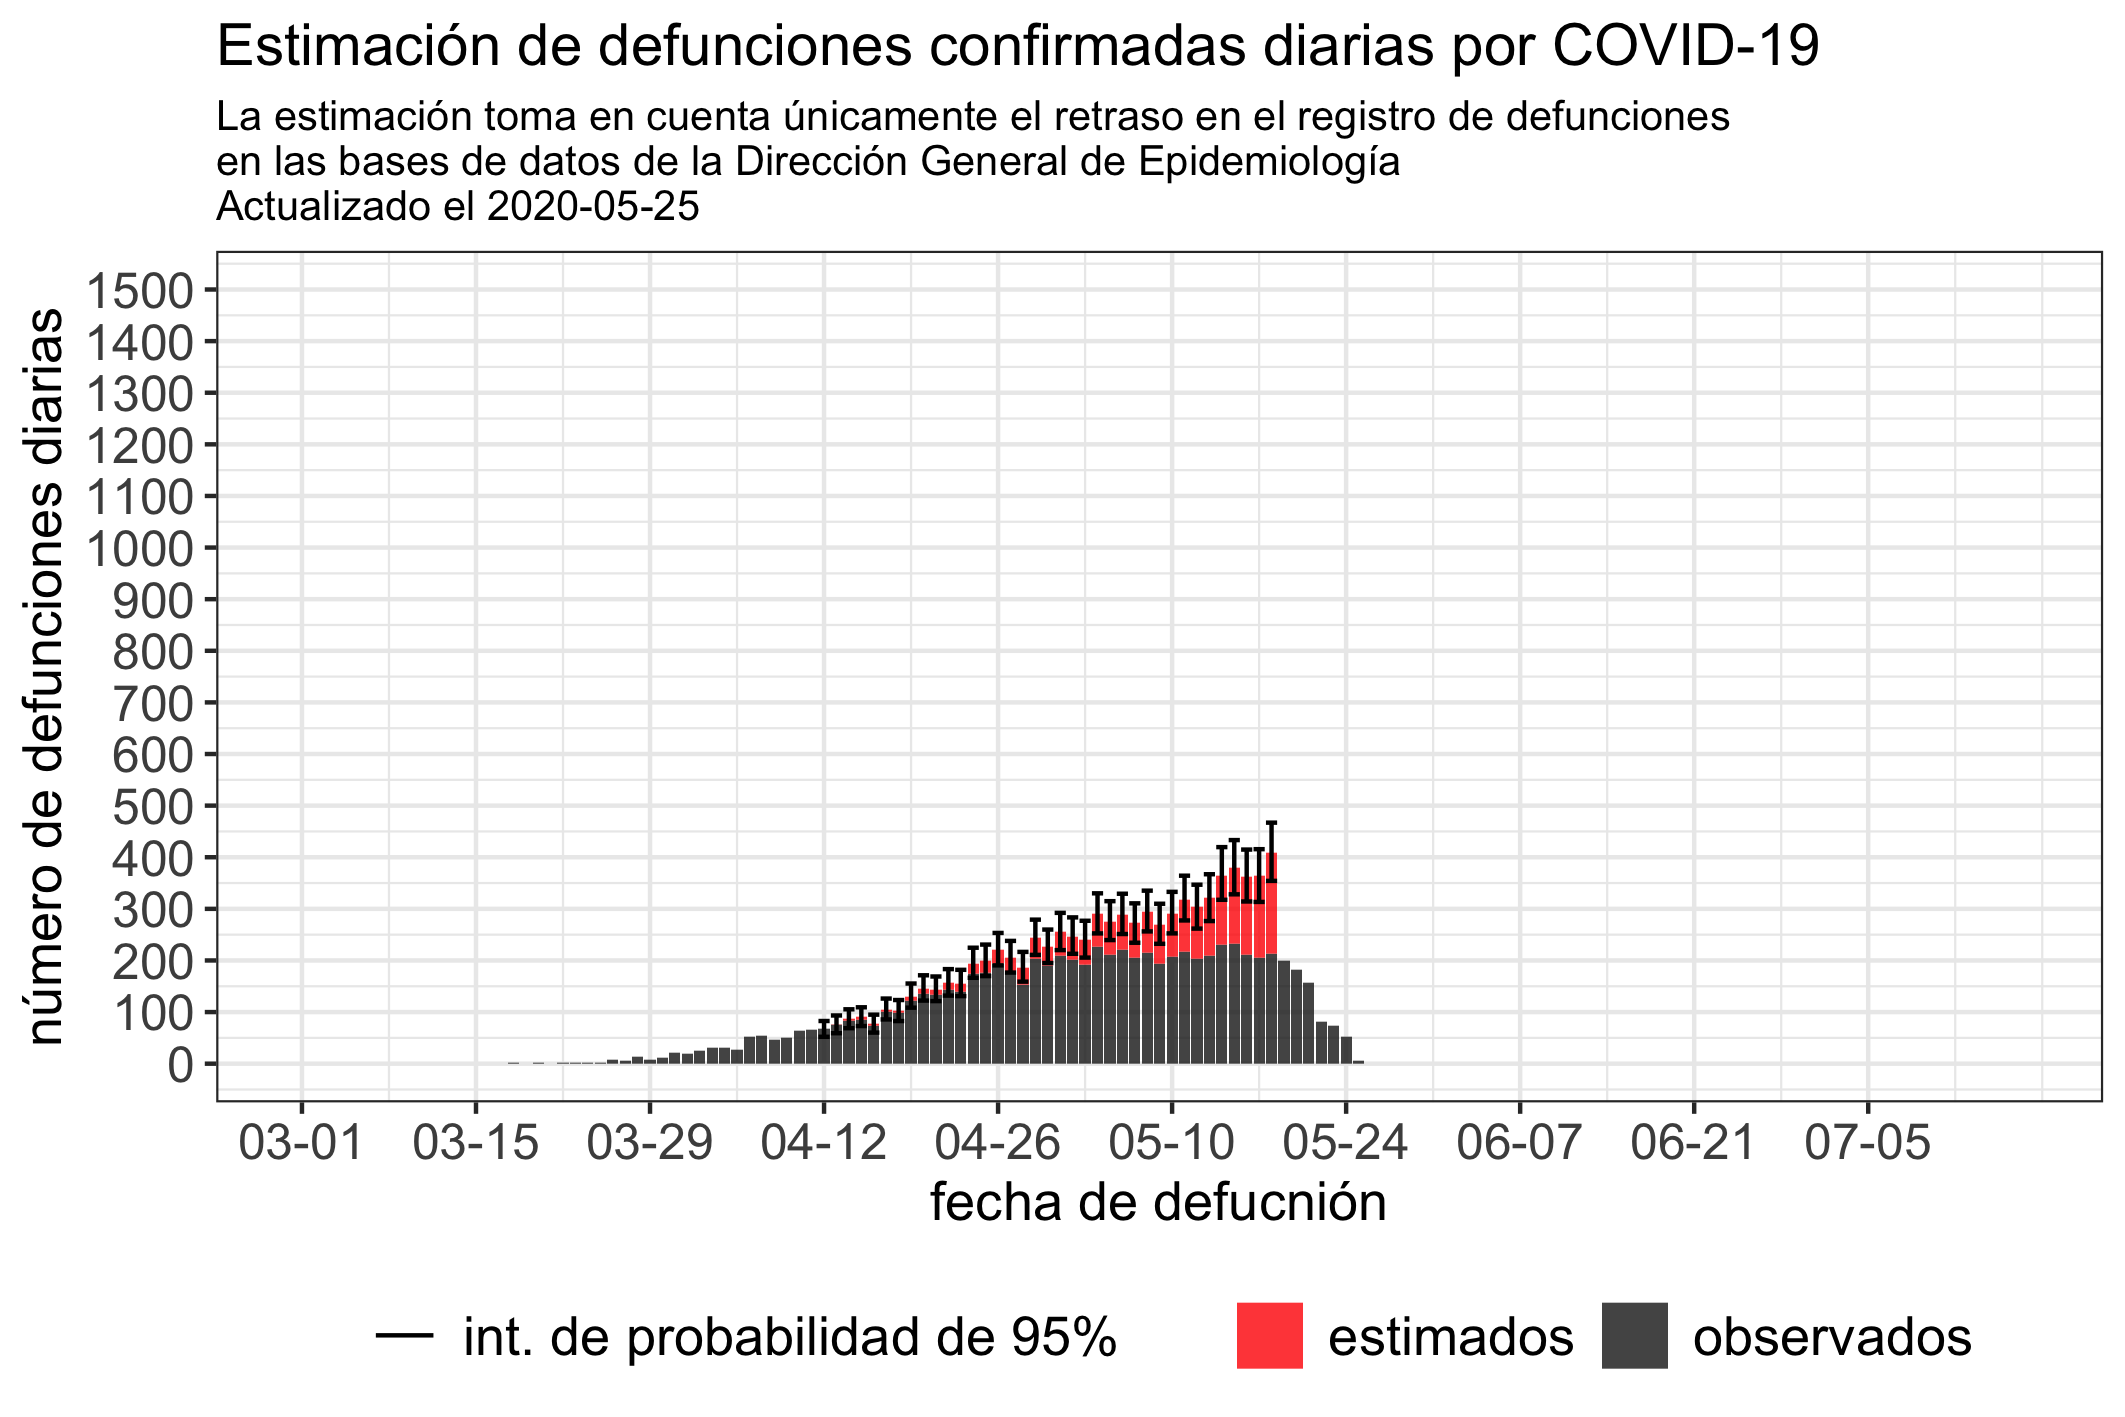 Estimación de defunciones confirmadas diarias por COVID-19
La estimación toma en cuenta únicamente el retraso en el registro de defunciones
en las bases de datos de la Dirección General de Epidemiología
Actualizado el 2020-05-25
número de defunciones diarias
1500
1400
1300
1200
1100
1000
900
800
700
600
500
400
300
200
100
0
03-01 03-15 03-29 04-12 04-26 05-10 05-24 06-07 06-21 07-05
fecha de defucnión
int. de probabilidad de 95% estimados observados